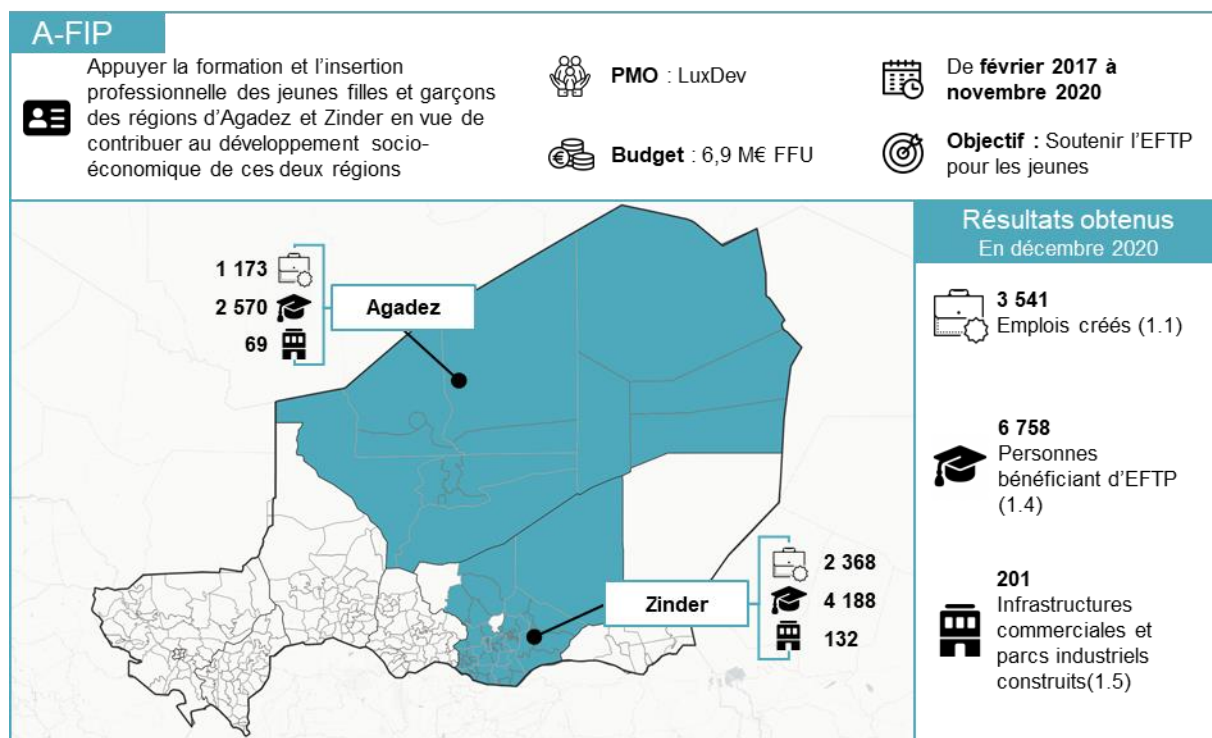 A-FIP
Appuyer la formation et l’insertion
professionnelle des jeunes filles et garçons
des régions d’Agadez et Zinder en vue de
contribuer au développement socio-
économique de ces deux régions
PMO : LuxDev
Budget : 6,9 M€ FFU
De février 2017 à
novembre 2020
Objectif : Soutenir l’EFTP
pour les jeunes
1 173
2 570
69
Agadez
Zinder
2 368
4 188
132
Résultats obtenus
En décembre 2020
3 541
Emplois créés (1.1)
6 758
Personnes
bénéficiant d’EFTP
(1.4)
201
Infrastructures
commerciales et
parcs industriels
construits(1.5)